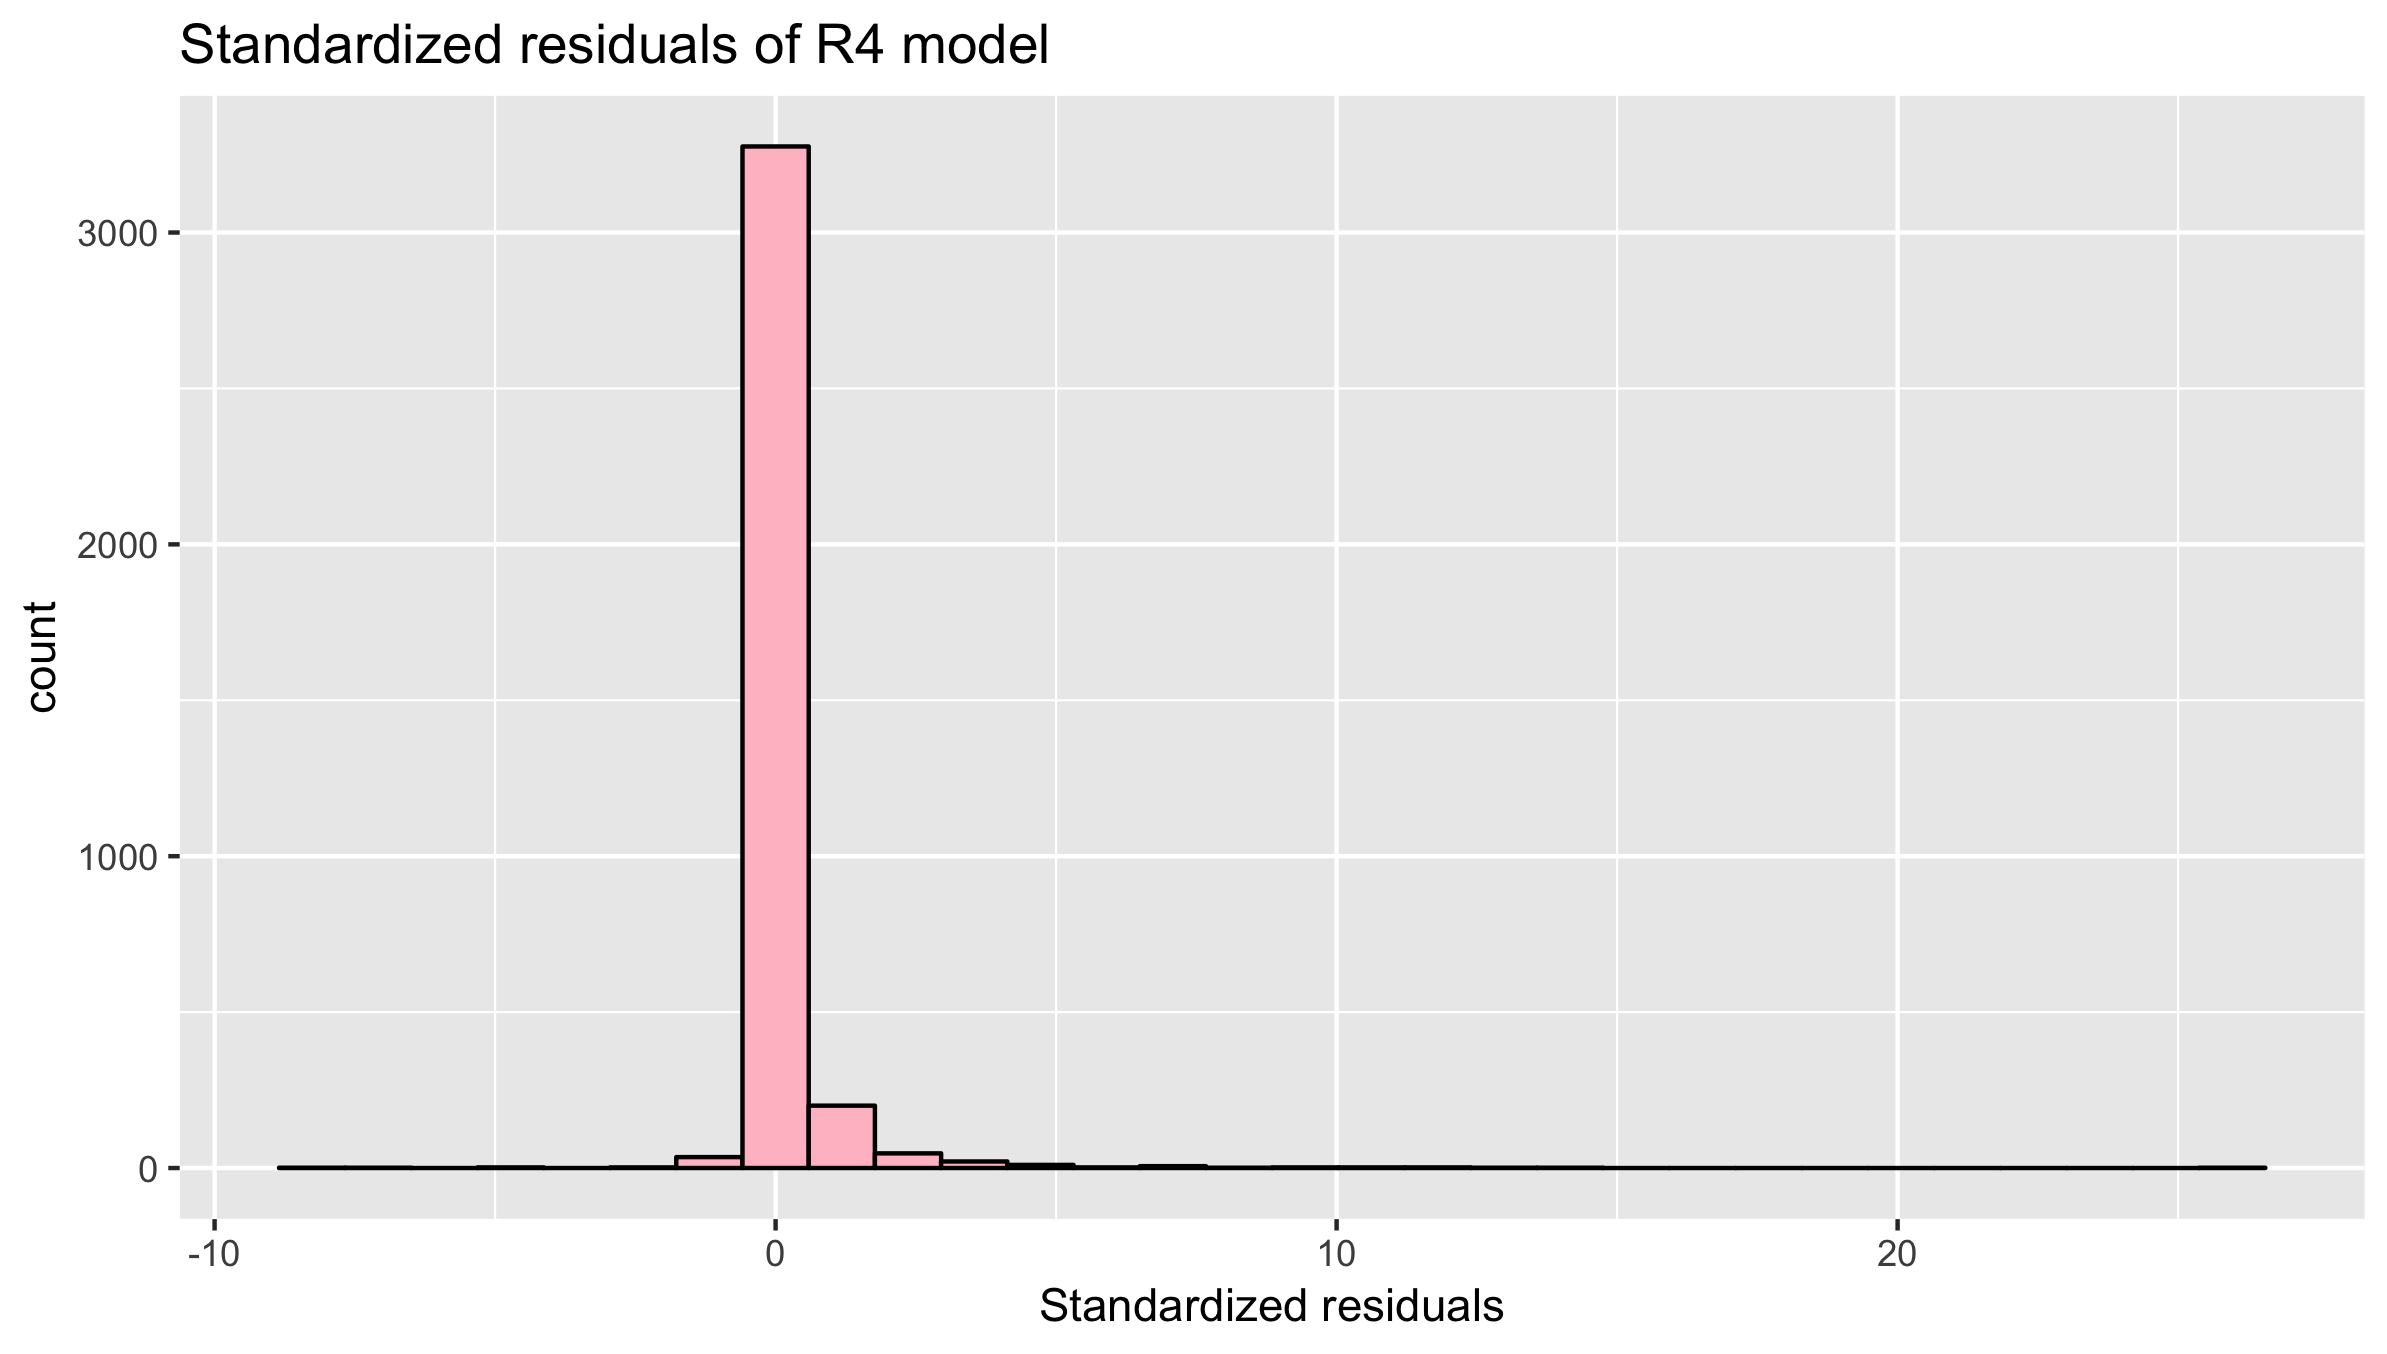 Standardized residuals of R4 model
3000
2000
1000
0
count
-10 0 10 20
Standardized residuals